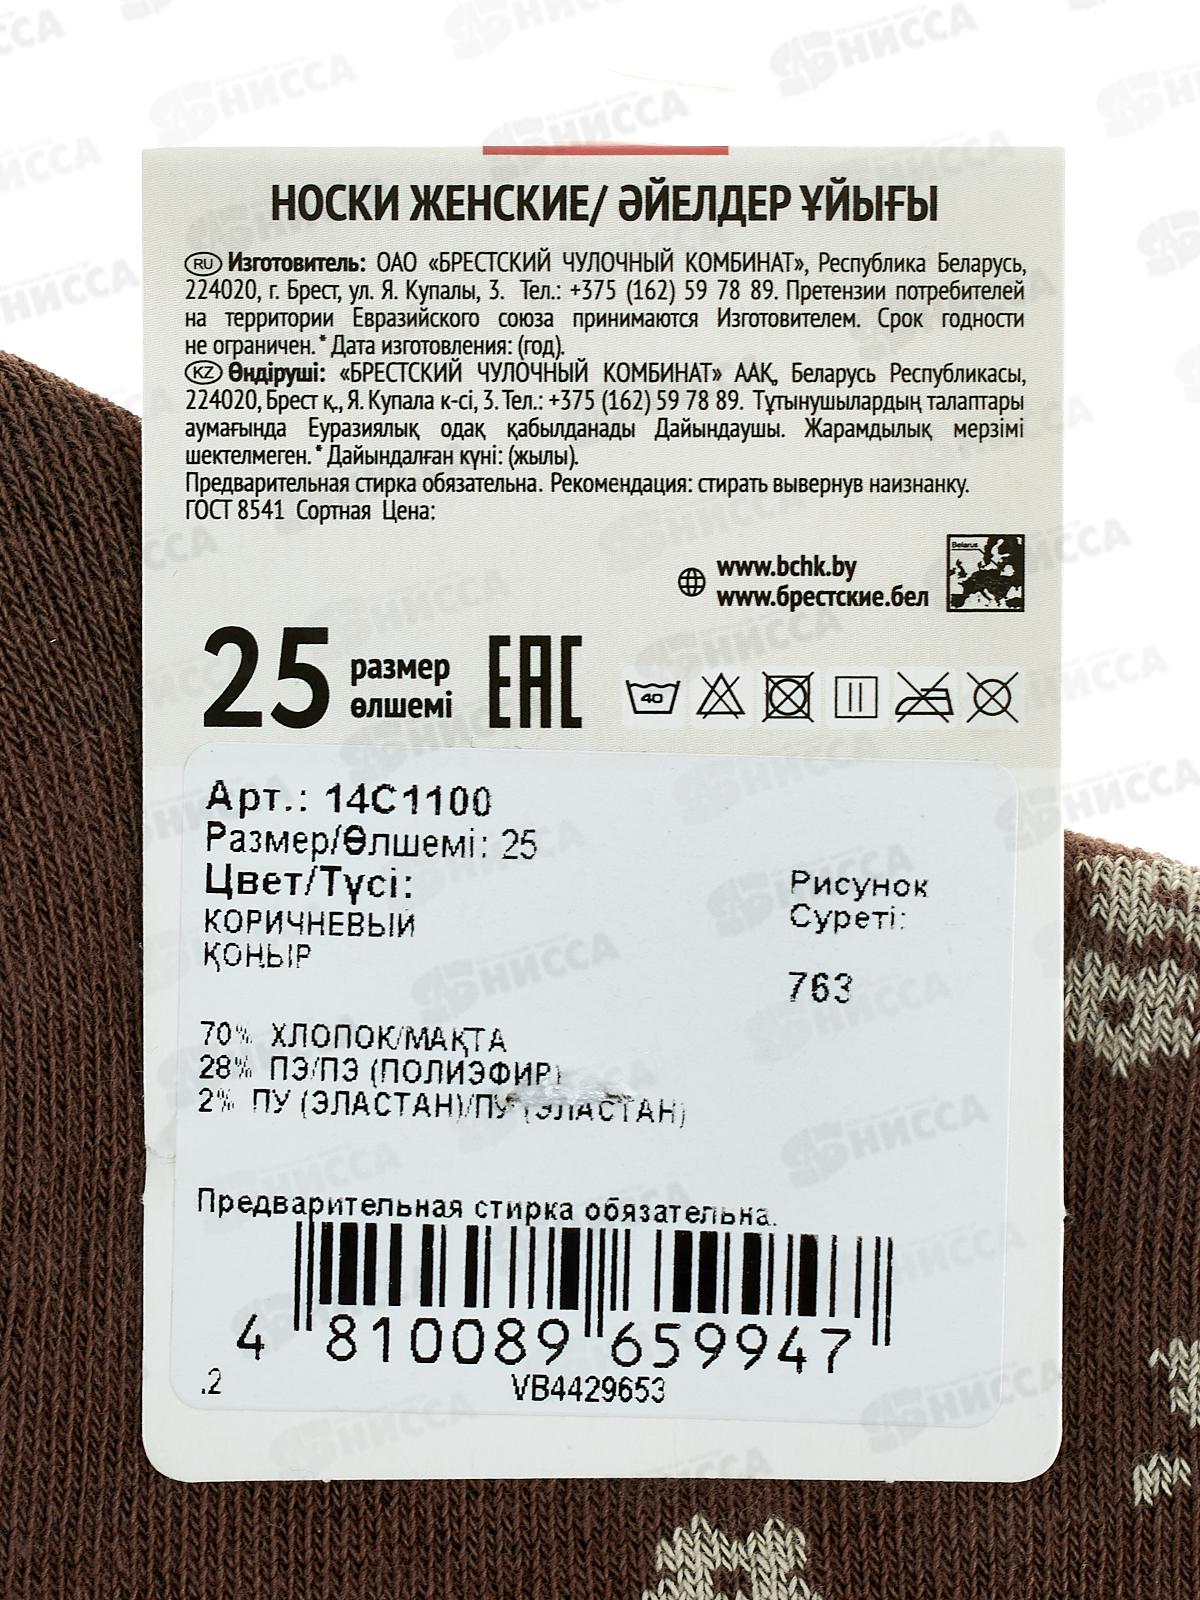 НОСКИ ЖЕНСКИЕ/ ӘЙЕЛДЕР ҰЙЫҒЫ
RU Изготовитель: ОАО «БРЕСТСКИЙ ЧУЛОЧНЫЙ КОМБИНАТ», Республика Беларусь,
224020, г. Брест, ул. Я. Купалы, 3. Тел.: +375 (162) 59 78 89. Претензии потребителей
на территории Евразийского союза принимаются Изготовителем. Срок годности
не ограничен.* Дата изготовления: (год).
KZ Өндіруші: «БРЕСТСКИЙ ЧУЛОЧНЫЙ КОМБИНАТ» ААҚ, Беларусь Республикасы,
224020, Брест қ., Я. Купала к-сі, 3. Тел.: +375 (162) 59 78 89. Тұтынушылардың талаптары
аумағында Еуразиялық одақ қабылданады Дайындаушы. Жарамдылық мерзімі
шектелмеген.* Дайындалған күні: (жылы).
Предварительная стирка обязательна. Рекомендация: стирать вывернув наизнанку.
ГОСТ 8541 Сортная Цена:
www.bchk.by
www.брестские.бел
Belarus
25 размер
өлшемі
EAC
40
Арт.: 14С1100
Размер/Өлшемі: 25
Цвет/Түсі:
КОРИЧНЕВЫЙ
ҚОҢЫР
Рисунок
Суреті:
763
70% ХЛОПОК/МАҚТА
28% ПЭ/ПЭ (ПОЛИЭФИР)
2% ПУ (ЭЛАСТАН)/ПУ (ЭЛАСТАН)
Предварительная стирка обязательна.
4 810089 659947
.2
VB4429653
НИССА